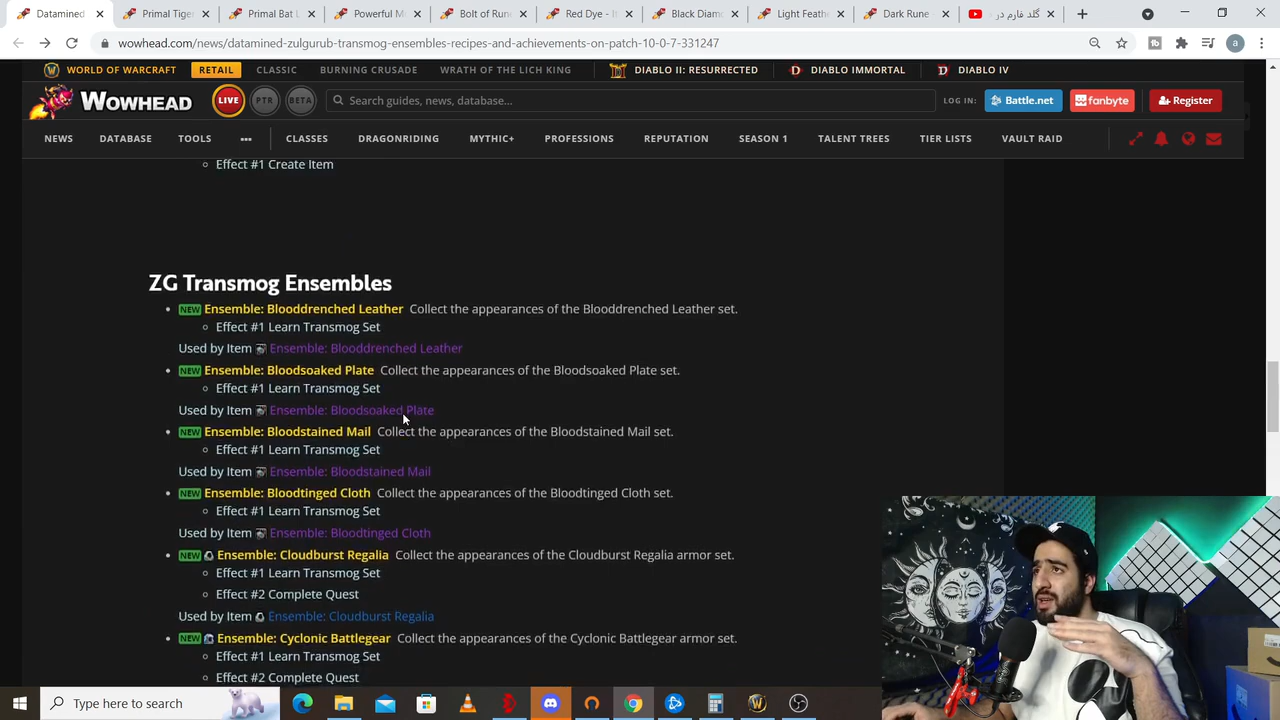 Datamined
Primal Tige
Primal Bat L
Powerful M
Bolt of Rune
Red Dye - It
Black Diamo
Light Feathe
Dark Rune
گلد فارم در د
wowhead.com/news/datamined-zulgurub-transmog-ensembles-recipes-and-achievements-on-patch-10-0-7-331247
a
WORLD OF WARCRAFT
RETAIL
CLASSIC
BURNING CRUSADE
WRATH OF THE LICH KING
DIABLO II: RESURRECTED
DIABLO IMMORTAL
DIABLO IV
WOWHEAD
LIVE
PTR
BETA
Search guides, news, database...
LOG IN:
Battle.net
fanbyte
Register
NEWS
DATABASE
TOOLS
CLASSES
DRAGONRIDING
MYTHIC+
PROFESSIONS
REPUTATION
SEASON 1
TALENT TREES
TIER LISTS
VAULT RAID
Effect #1 Create Item
ZG Transmog Ensembles
NEW Ensemble: Blooddrenched Leather Collect the appearances of the Blooddrenched Leather set.
Effect #1 Learn Transmog Set
Used by Item Ensemble: Blooddrenched Leather
NEW Ensemble: Bloodsoaked Plate Collect the appearances of the Bloodsoaked Plate set.
Effect #1 Learn Transmog Set
Used by Item Ensemble: Bloodsoaked Plate
NEW Ensemble: Bloodstained Mail Collect the appearances of the Bloodstained Mail set.
Effect #1 Learn Transmog Set
Used by Item Ensemble: Bloodstained Mail
NEW Ensemble: Bloodtinged Cloth Collect the appearances of the Bloodtinged Cloth set.
Effect #1 Learn Transmog Set
Used by Item Ensemble: Bloodtinged Cloth
NEW Ensemble: Cloudburst Regalia Collect the appearances of the Cloudburst Regalia armor set.
Effect #1 Learn Transmog Set
Effect #2 Complete Quest
Used by Item Ensemble: Cloudburst Regalia
NEW Ensemble: Cyclonic Battlegear Collect the appearances of the Cyclonic Battlegear armor set.
Effect #1 Learn Transmog Set
Effect #2 Complete Quest
Type here to search